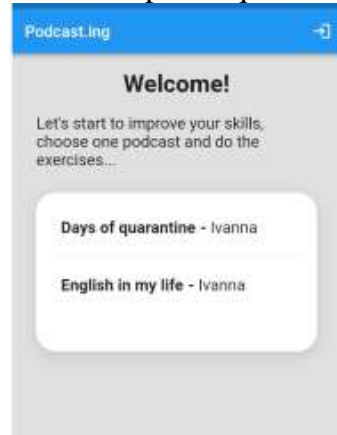 Podcast.ing
Welcome!
Let's start to improve your skills,
choose one podcast and do the
exercises...
Days of quarantine - Ivanna
English in my life - Ivanna